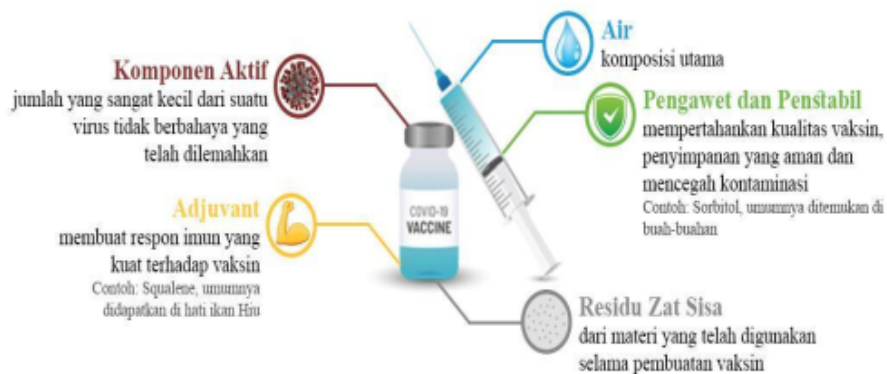 Komponen Aktif
jumlah yang sangat kecil dari suatu
virus tidak berbahaya yang
telah dilemahkan
Adjuvant
membuat respon imun yang
kuat terhadap vaksin
Contoh: Squalene, umumnya
didapatkan di hati ikan Hiu
COVID-19
VACCINE
Air
komposisi utama
Pengawet dan Penstabil
mempertahankan kualitas vaksin,
penyimpanan yang aman dan
mencegah kontaminasi
Contoh: Sorbitol, umumnya ditemukan di
buah-buahan
Residu Zat Sisa
dari materi yang telah digunakan
selama pembuatan vaksin